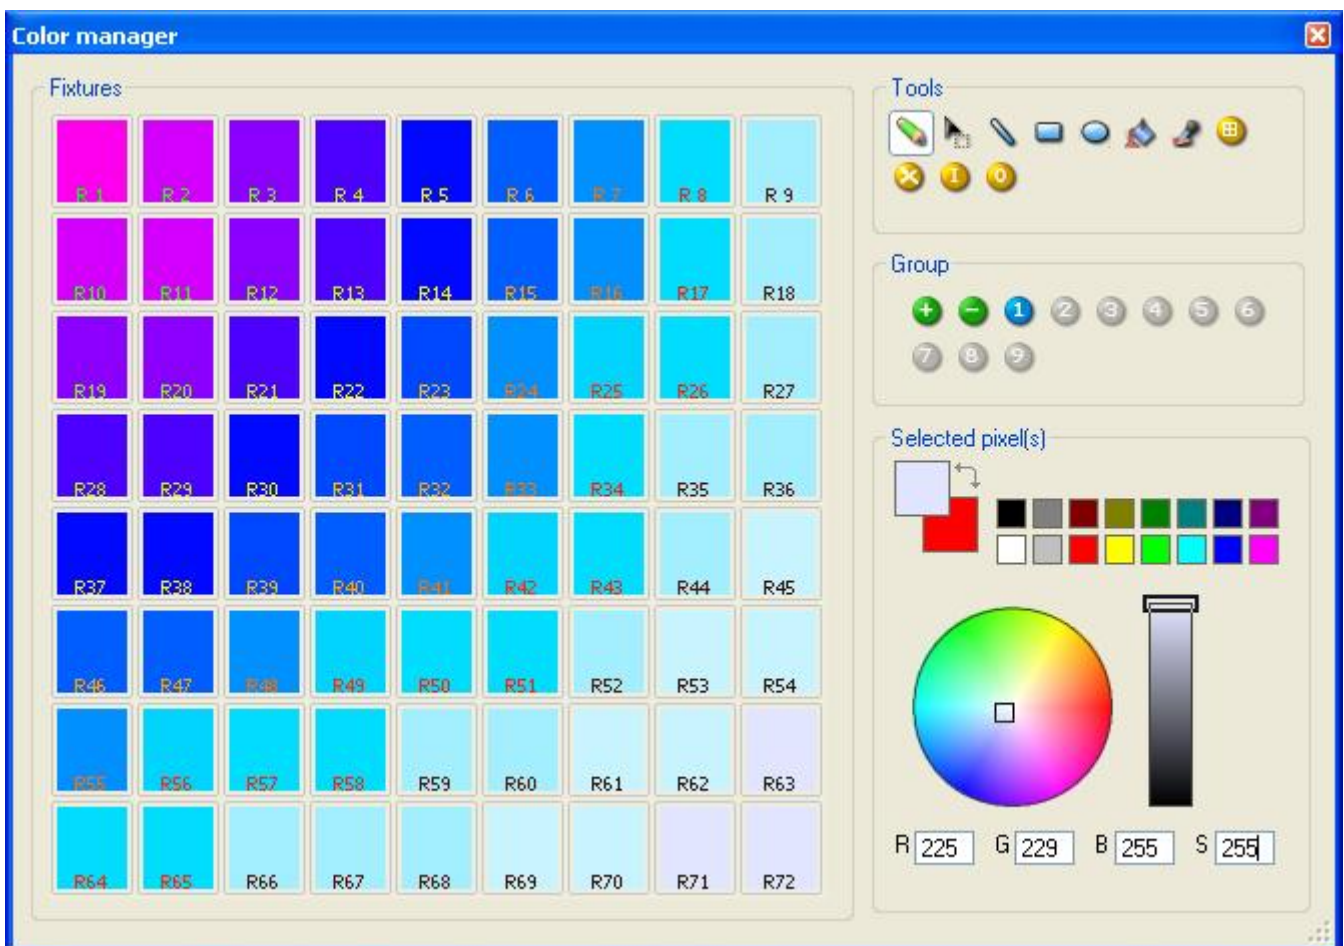 Color manager
Fixtures
R 1 R 2 R 3 R 4 R 5 R 6 R 7 R 8 R 9
R10 R11 R12 R13 R14 R15 R16 R17 R18
R19 R20 R21 R22 R23 R24 R25 R26 R27
R28 R29 R30 R31 R32 R33 R34 R35 R36
R37 R38 R39 R40 R41 R42 R43 R44 R45
R46 R47 R48 R49 R50 R51 R52 R53 R54
R55 R56 R57 R58 R59 R60 R61 R62 R63
R64 R65 R66 R67 R68 R69 R70 R71 R72
Tools
I O
Group
+ - 1 2 3 4 5 6
7 8 9
Selected pixel(s)
R 225 G 229 B 255 S 255